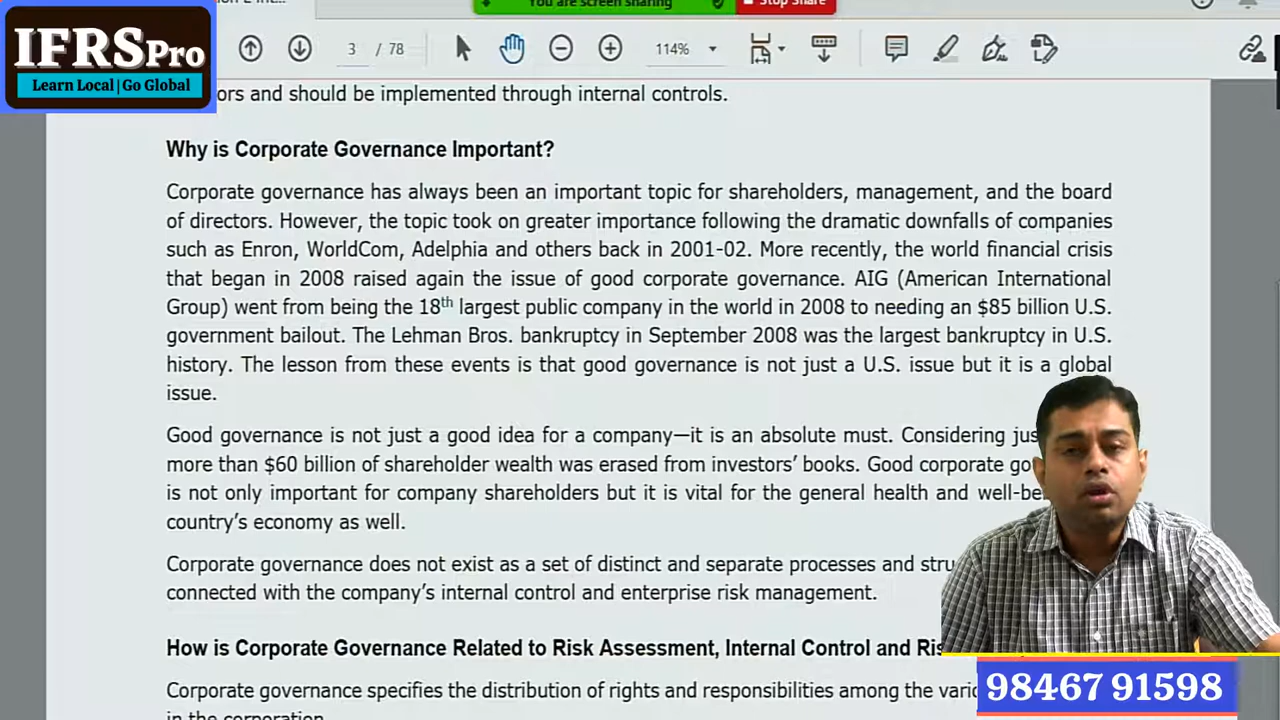 You are screen sharing
Stop Share
IFRSPro
Learn Local|Go Global
3 / 78
114%
and should be implemented through internal controls.
Why is Corporate Governance Important?
Corporate governance has always been an important topic for shareholders, management, and the board
of directors. However, the topic took on greater importance following the dramatic downfalls of companies
such as Enron, WorldCom, Adelphia and others back in 2001-02. More recently, the world financial crisis
that began in 2008 raised again the issue of good corporate governance. AIG (American International
Group) went from being the 18th largest public company in the world in 2008 to needing an $85 billion U.S.
government bailout. The Lehman Bros. bankruptcy in September 2008 was the largest bankruptcy in U.S.
history. The lesson from these events is that good governance is not just a U.S. issue but it is a global
issue.
Good governance is not just a good idea for a company—it is an absolute must. Considering
more than $60 billion of shareholder wealth was erased from investors' books. Good corporate
is not only important for company shareholders but it is vital for the general health and
country's economy as well.
Corporate governance does not exist as a set of distinct and separate processes and
connected with the company's internal control and enterprise risk management.
How is Corporate Governance Related to Risk Assessment, Internal Control and
Corporate governance specifies the distribution of rights and responsibilities among the
in the corporation.
98467 91598